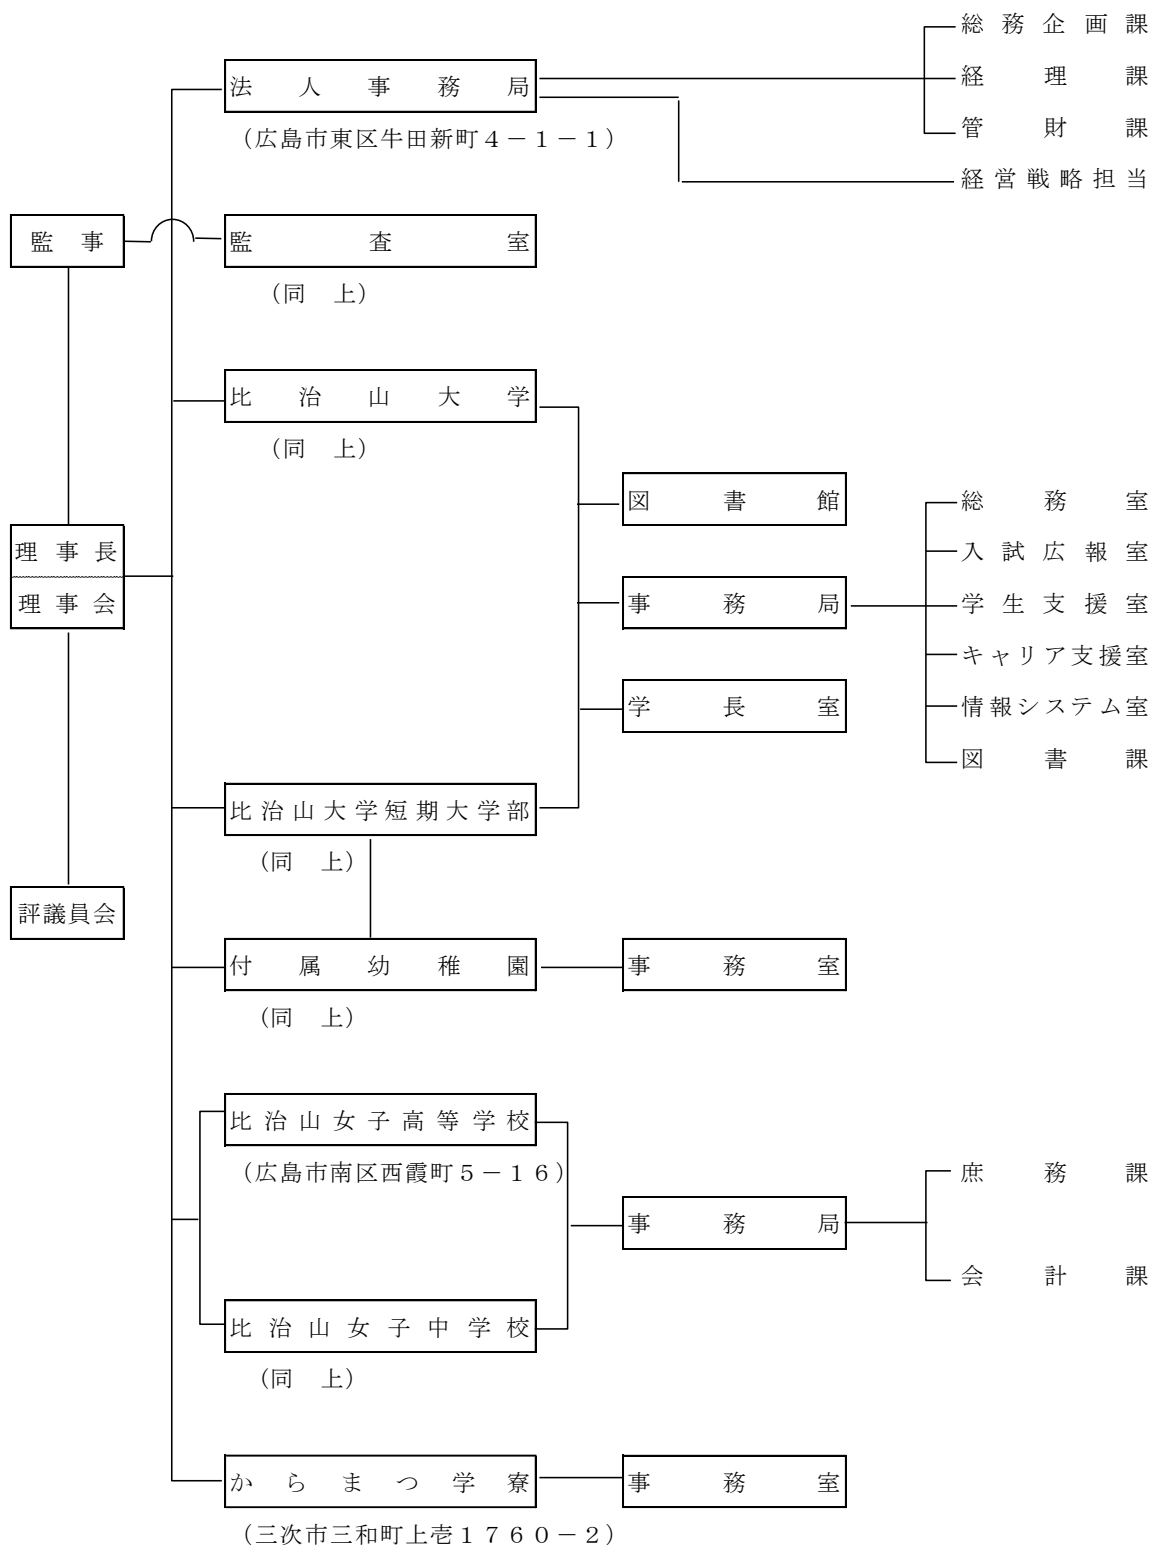 総務企画課
法人事務局
経理課
(広島市東区牛田新町4-1-1)
管財課
経営戦略担当
監事
監査室
(同 上)
比治山大学
(同 上)
図書館
総務室
理事長
入試広報室
理事会
事務局
学生支援室
キャリア支援室
学長室
情報システム室
図書課
比治山大学短期大学部
(同 上)
評議員会
付属幼稚園
事務室
(同 上)
比治山女子高等学校
(広島市南区西霞町5-16)
庶務課
事務局
会計課
比治山女子中学校
(同 上)
からまつ学寮
事務室
(三次市三和町上壱1760-2)